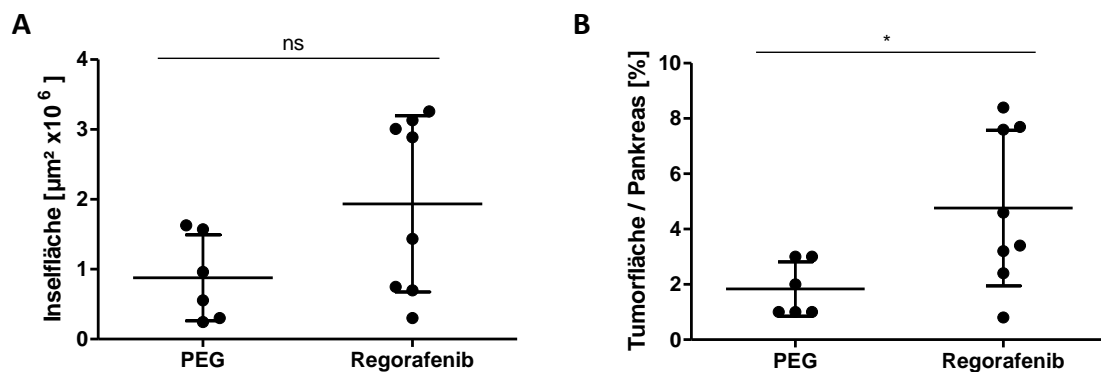 A
ns
Inselfläche [µm² x10⁶]
4
3
2
1
0
PEG
Regorafenib
B
*
Tumorfläche / Pankreas [%]
10
8
6
4
2
0
PEG
Regorafenib